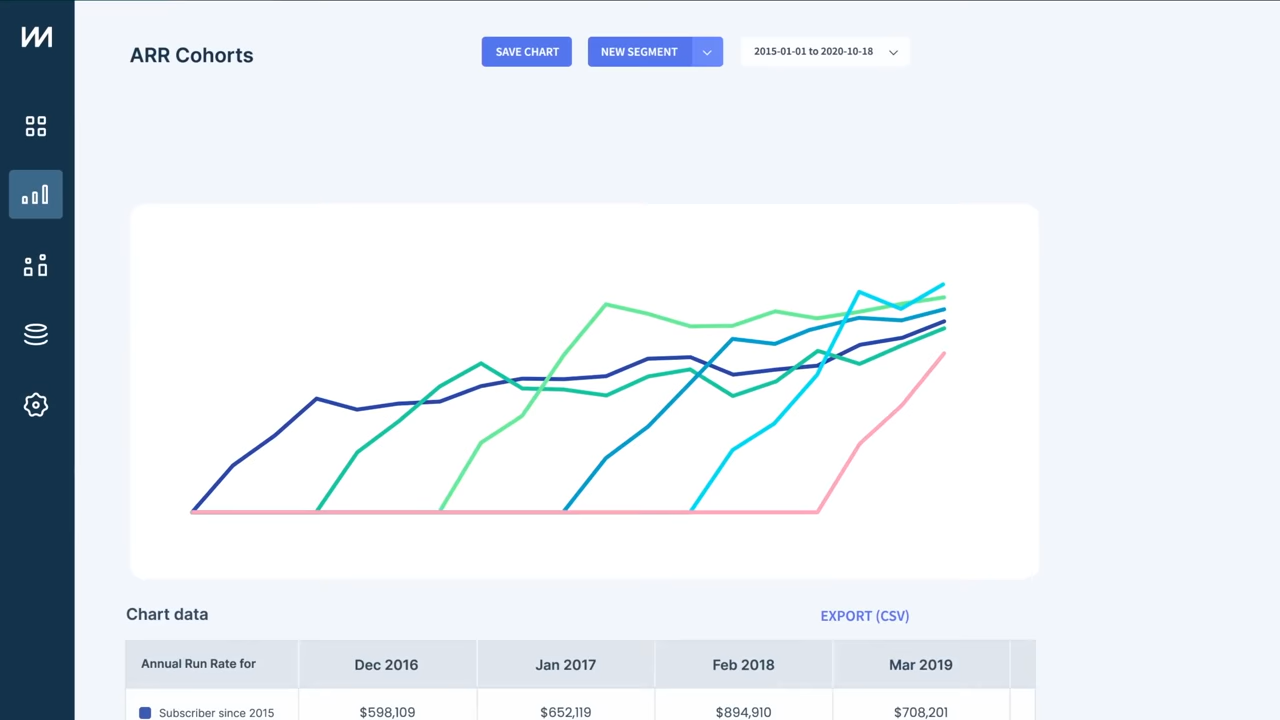 ARR Cohorts
SAVE CHART
NEW SEGMENT
2015-01-01 to 2020-10-18
Chart data
EXPORT (CSV)
Annual Run Rate for
Dec 2016
Jan 2017
Feb 2018
Mar 2019
Subscriber since 2015
$598,109
$652,119
$894,910
$708,201